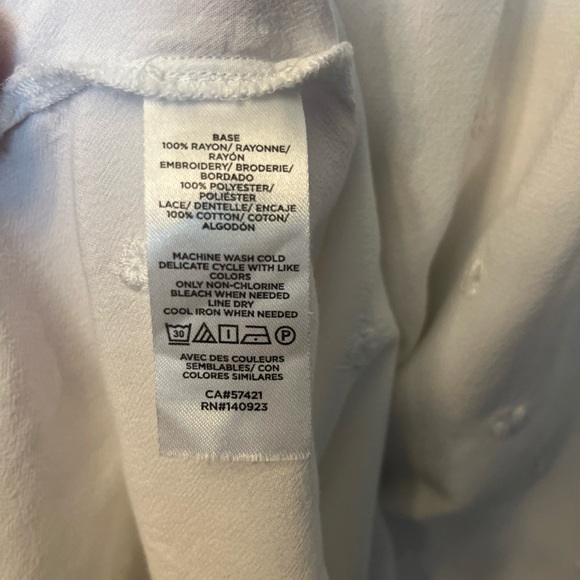 BASE
100% RAYON/ RAYONNE/
RAYÓN
EMBROIDERY/ BRODERIE/
BORDADO
100% POLYESTER/
POLIÉSTER
LACE/ DENTELLE/ ENCAJE
100% COTTON/ COTON/
ALGODÓN
MACHINE WASH COLD
DELICATE CYCLE WITH LIKE
COLORS
ONLY NON-CHLORINE
BLEACH WHEN NEEDED
LINE DRY
COOL IRON WHEN NEEDED
30 P
AVEC DES COULEURS
SEMBLABLES/ CON
COLORES SIMILARES
CA#57421
RN#140923